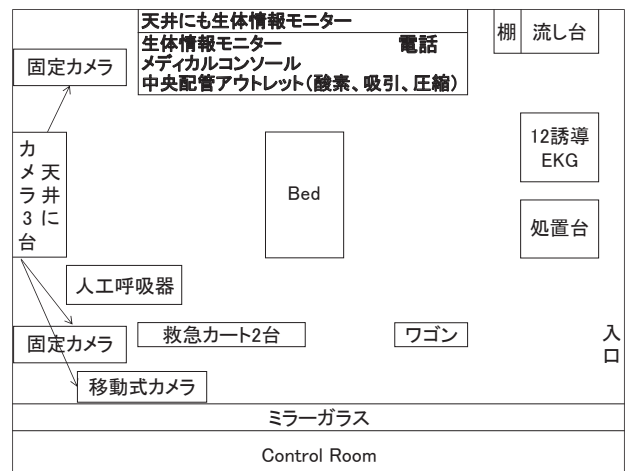 天井にも生体情報モニター
生体情報モニター 電話
メディカルコンソール
中央配管アウトレット(酸素、吸引、圧縮)
棚 流し台
固定カメラ
天井に
カメラ3台
12誘導
EKG
Bed
処置台
人工呼吸器
固定カメラ
救急カート2台
ワゴン
入口
移動式カメラ
ミラーガラス
Control Room